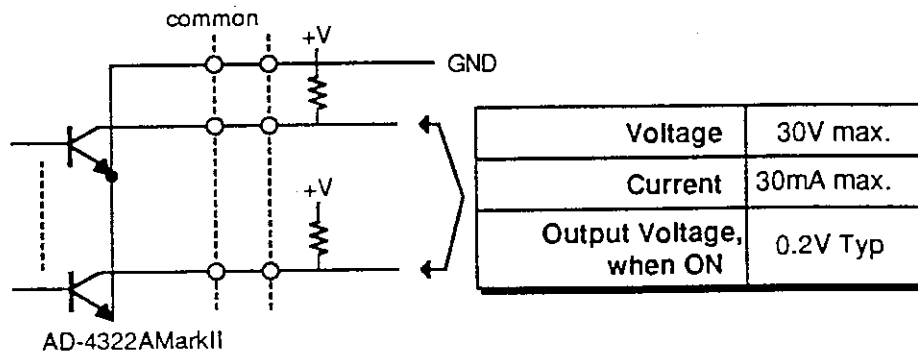 common
+V
GND
+V
AD-4322AMarkII
Voltage 30V max.
Current 30mA max.
Output Voltage,
when ON 0.2V Typ